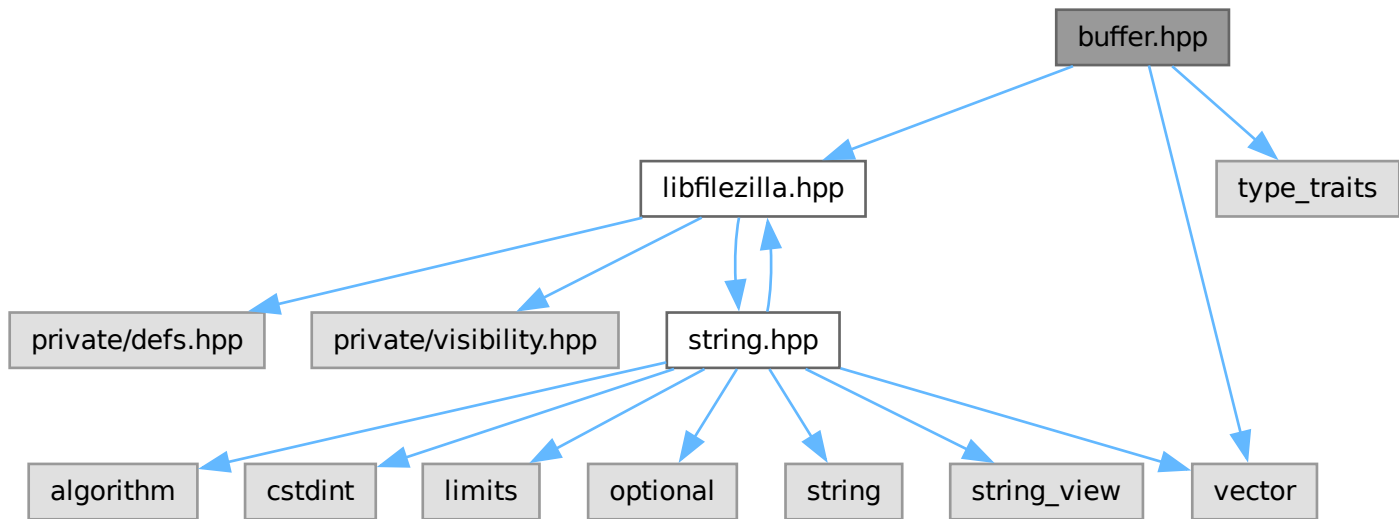 buffer.hpp
libfilezilla.hpp
type_traits
private/defs.hpp
private/visibility.hpp
string.hpp
algorithm
cstdint
limits
optional
string
string_view
vector